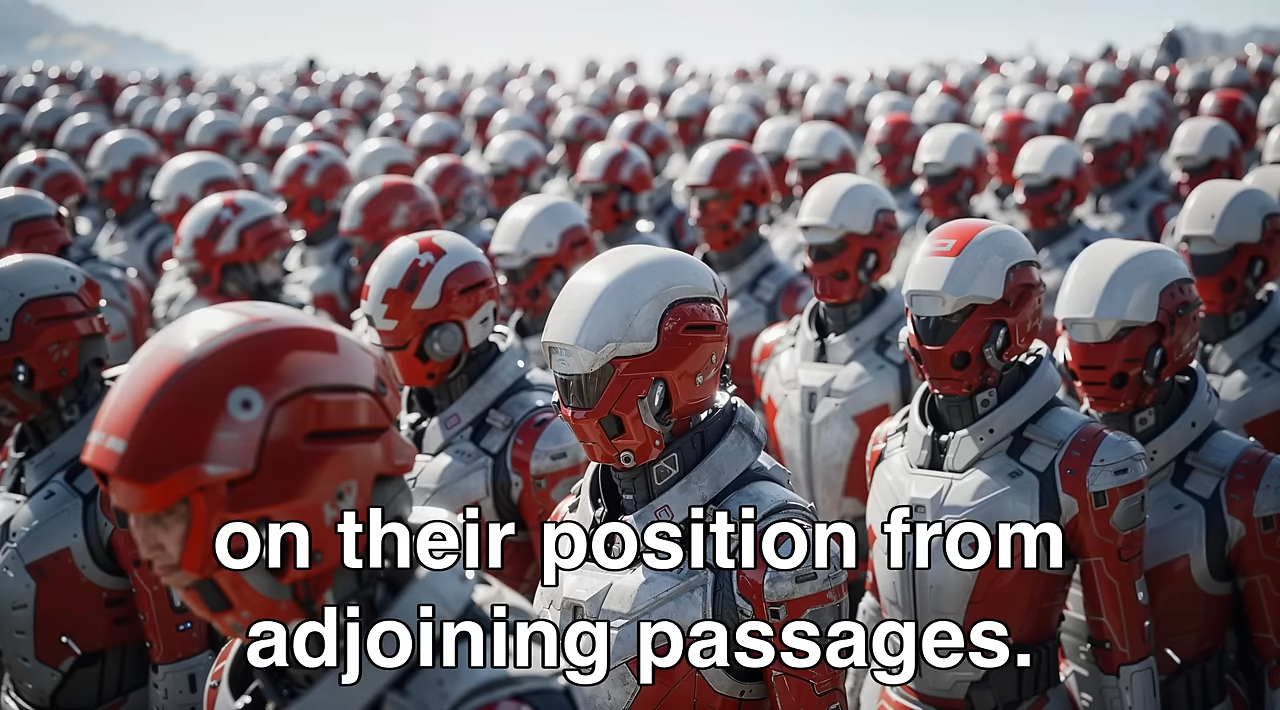 on their position from
adjoining passages.